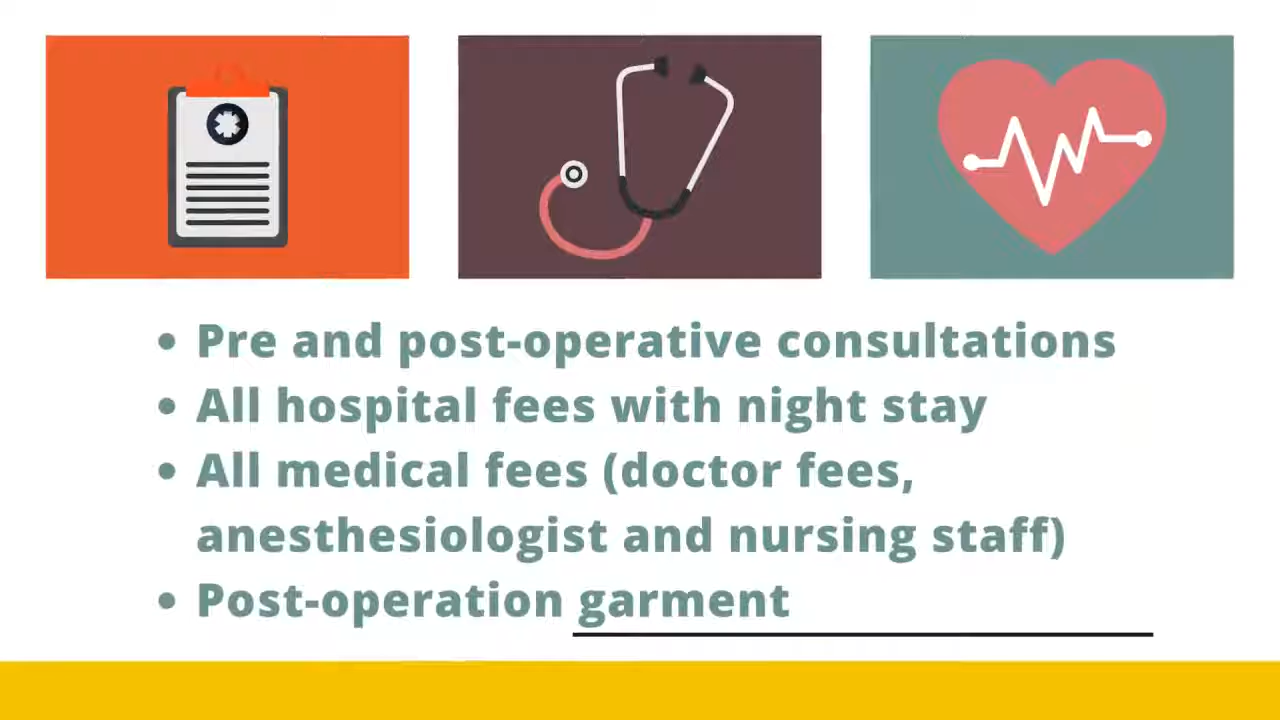 • Pre and post-operative consultations
• All hospital fees with night stay
• All medical fees (doctor fees,
anesthesiologist and nursing staff)
• Post-operation garment